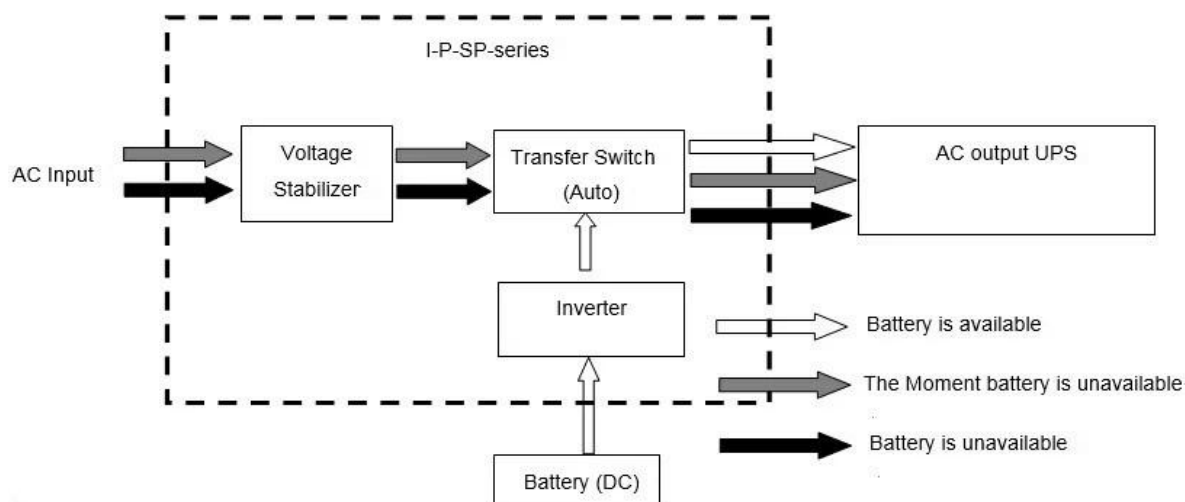 I-P-SP-series
AC Input
Voltage
Stabilizer
Transfer Switch
(Auto)
AC output UPS
Inverter
Battery (DC)
Battery is available
The Moment battery is unavailable
Battery is unavailable